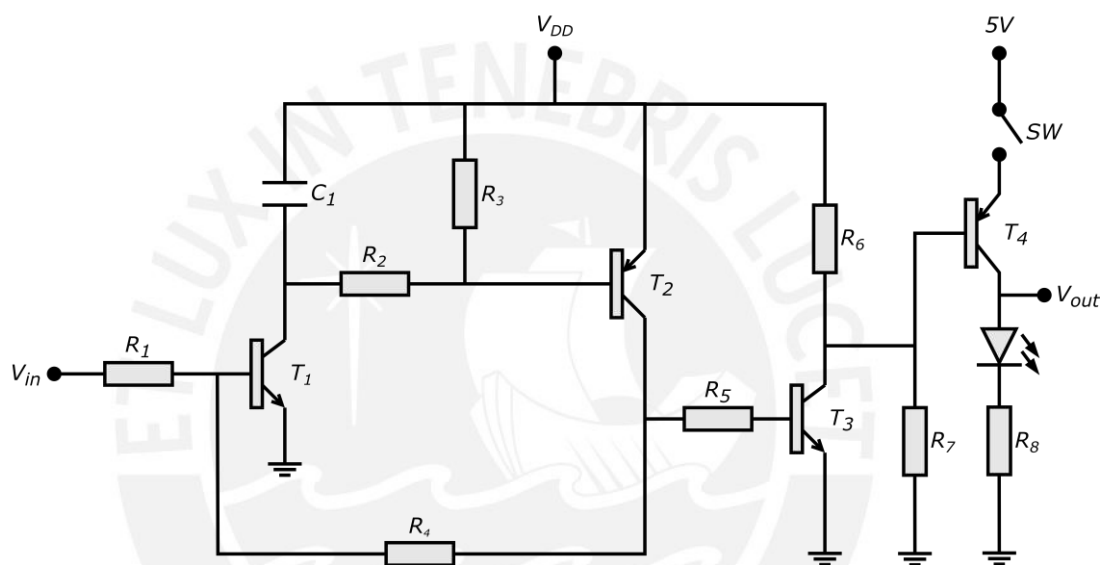 ET LUX IN TENEBRIS LUCET
V_DD
5V
SW
C_1
R_3
R_6
T_4
R_2
T_2
V_out
R_1
V_in
T_1
R_5
T_3
R_7
R_8
R_4